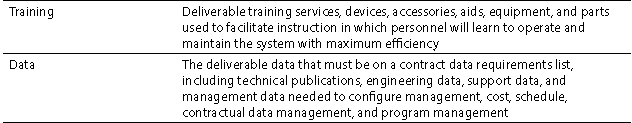 Training Deliverable training services, devices, accessories, aids, equipment, and parts
used to facilitate instruction in which personnel will learn to operate and
maintain the system with maximum efficiency
Data The deliverable data that must be on a contract data requirements list,
including technical publications, engineering data, support data, and
management data needed to configure management, cost, schedule,
contractual data management, and program management